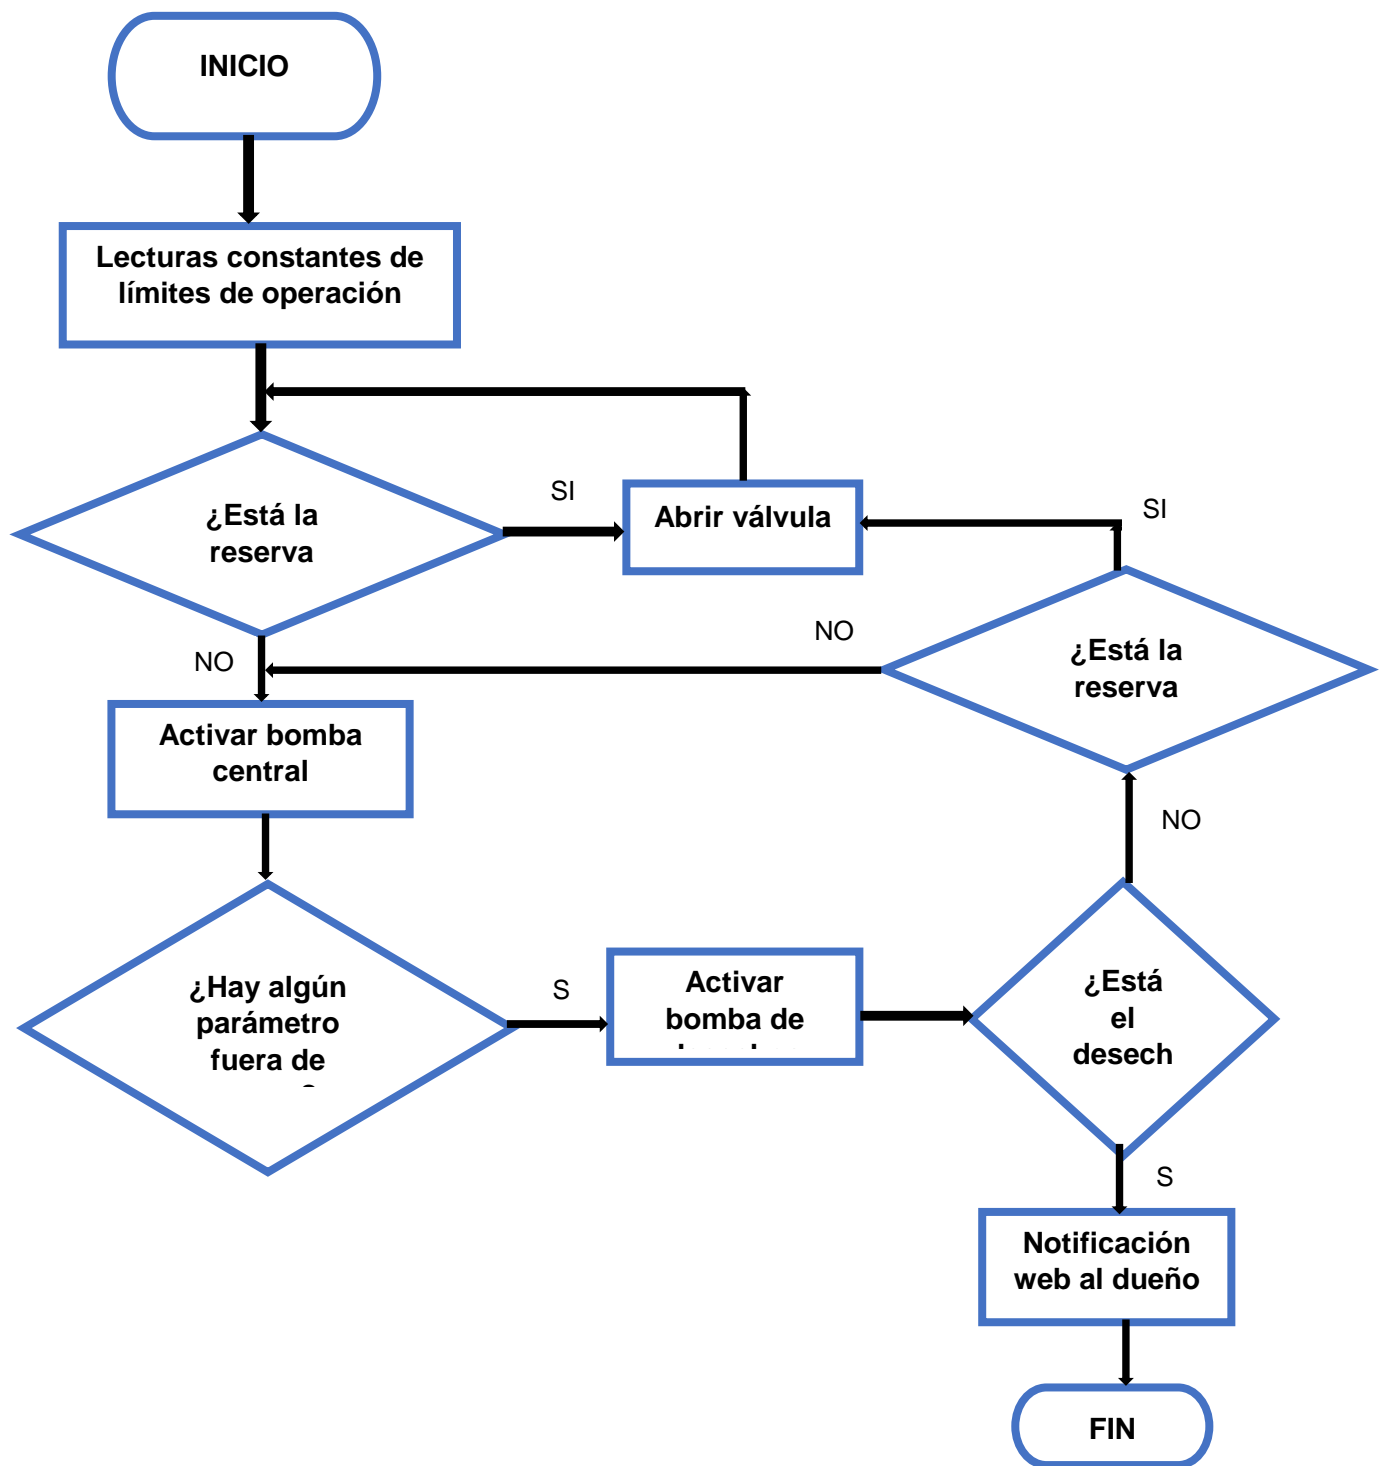 INICIO
Lecturas constantes de
límites de operación
SI
¿Está la
reserva
Abrir válvula
SI
NO
¿Está la
reserva
NO
Activar bomba
central
NO
¿Hay algún
parámetro
fuera de
S
Activar
bomba de
¿Está
el
desech
S
Notificación
web al dueño
FIN